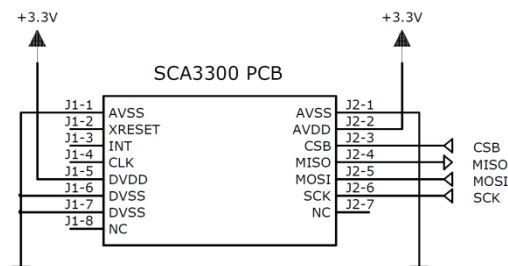 +3.3V
+3.3V
SCA3300 PCB
J1-1 AVSS
J1-2 XRESET
J1-3 INT
J1-4 CLK
J1-5 DVDD
J1-6 DVSS
J1-7 DVSS
J1-8 NC
AVSS J2-1
AVDD J2-2
CSB J2-3 CSB
MISO J2-4 MISO
MOSI J2-5 MOSI
SCK J2-6 SCK
NC J2-7